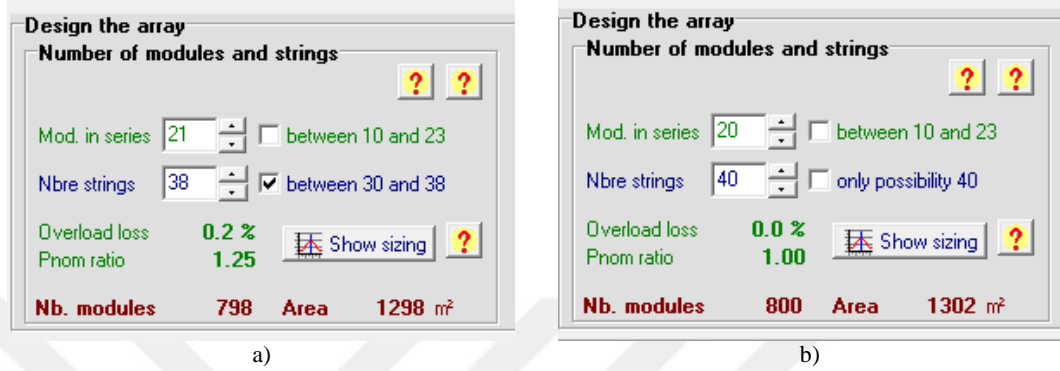 Design the array
Number of modules and strings
? ?
Mod. in series 21 between 10 and 23
Nbre strings 38 between 30 and 38
Overload loss 0.2 %
Pnom ratio 1.25
Show sizing ?
Nb. modules 798 Area 1298 m²
a)
Design the array
Number of modules and strings
? ?
Mod. in series 20 between 10 and 23
Nbre strings 40 only possibility 40
Overload loss 0.0 %
Pnom ratio 1.00
Show sizing ?
Nb. modules 800 Area 1302 m²
b)